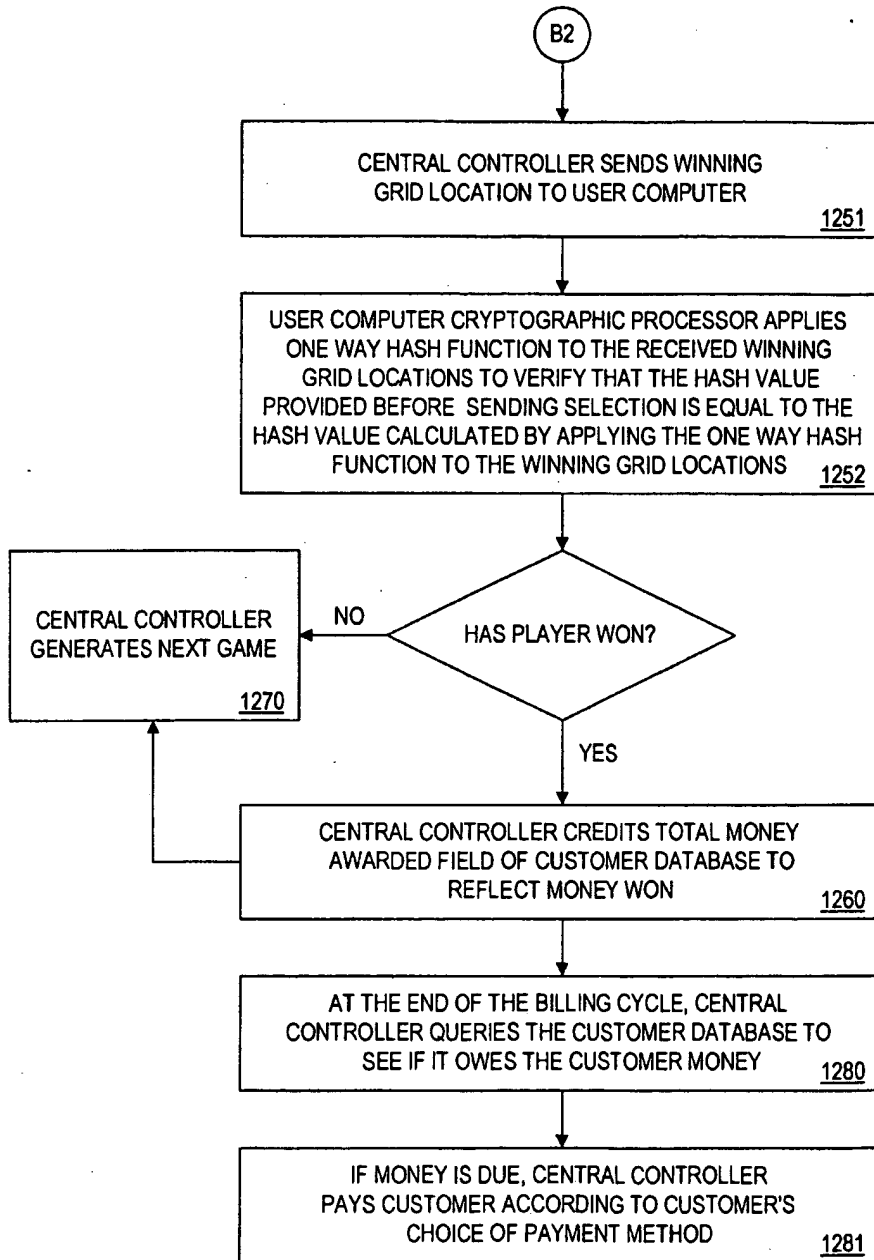 B2
CENTRAL CONTROLLER SENDS WINNING
GRID LOCATION TO USER COMPUTER
1251
USER COMPUTER CRYPTOGRAPHIC PROCESSOR APPLIES
ONE WAY HASH FUNCTION TO THE RECEIVED WINNING
GRID LOCATIONS TO VERIFY THAT THE HASH VALUE
PROVIDED BEFORE SENDING SELECTION IS EQUAL TO THE
HASH VALUE CALCULATED BY APPLYING THE ONE WAY HASH
FUNCTION TO THE WINNING GRID LOCATIONS
1252
HAS PLAYER WON?
NO
CENTRAL CONTROLLER
GENERATES NEXT GAME
1270
YES
CENTRAL CONTROLLER CREDITS TOTAL MONEY
AWARDED FIELD OF CUSTOMER DATABASE TO
REFLECT MONEY WON
1260
AT THE END OF THE BILLING CYCLE, CENTRAL
CONTROLLER QUERIES THE CUSTOMER DATABASE TO
SEE IF IT OWES THE CUSTOMER MONEY
1280
IF MONEY IS DUE, CENTRAL CONTROLLER
PAYS CUSTOMER ACCORDING TO CUSTOMER'S
CHOICE OF PAYMENT METHOD
1281